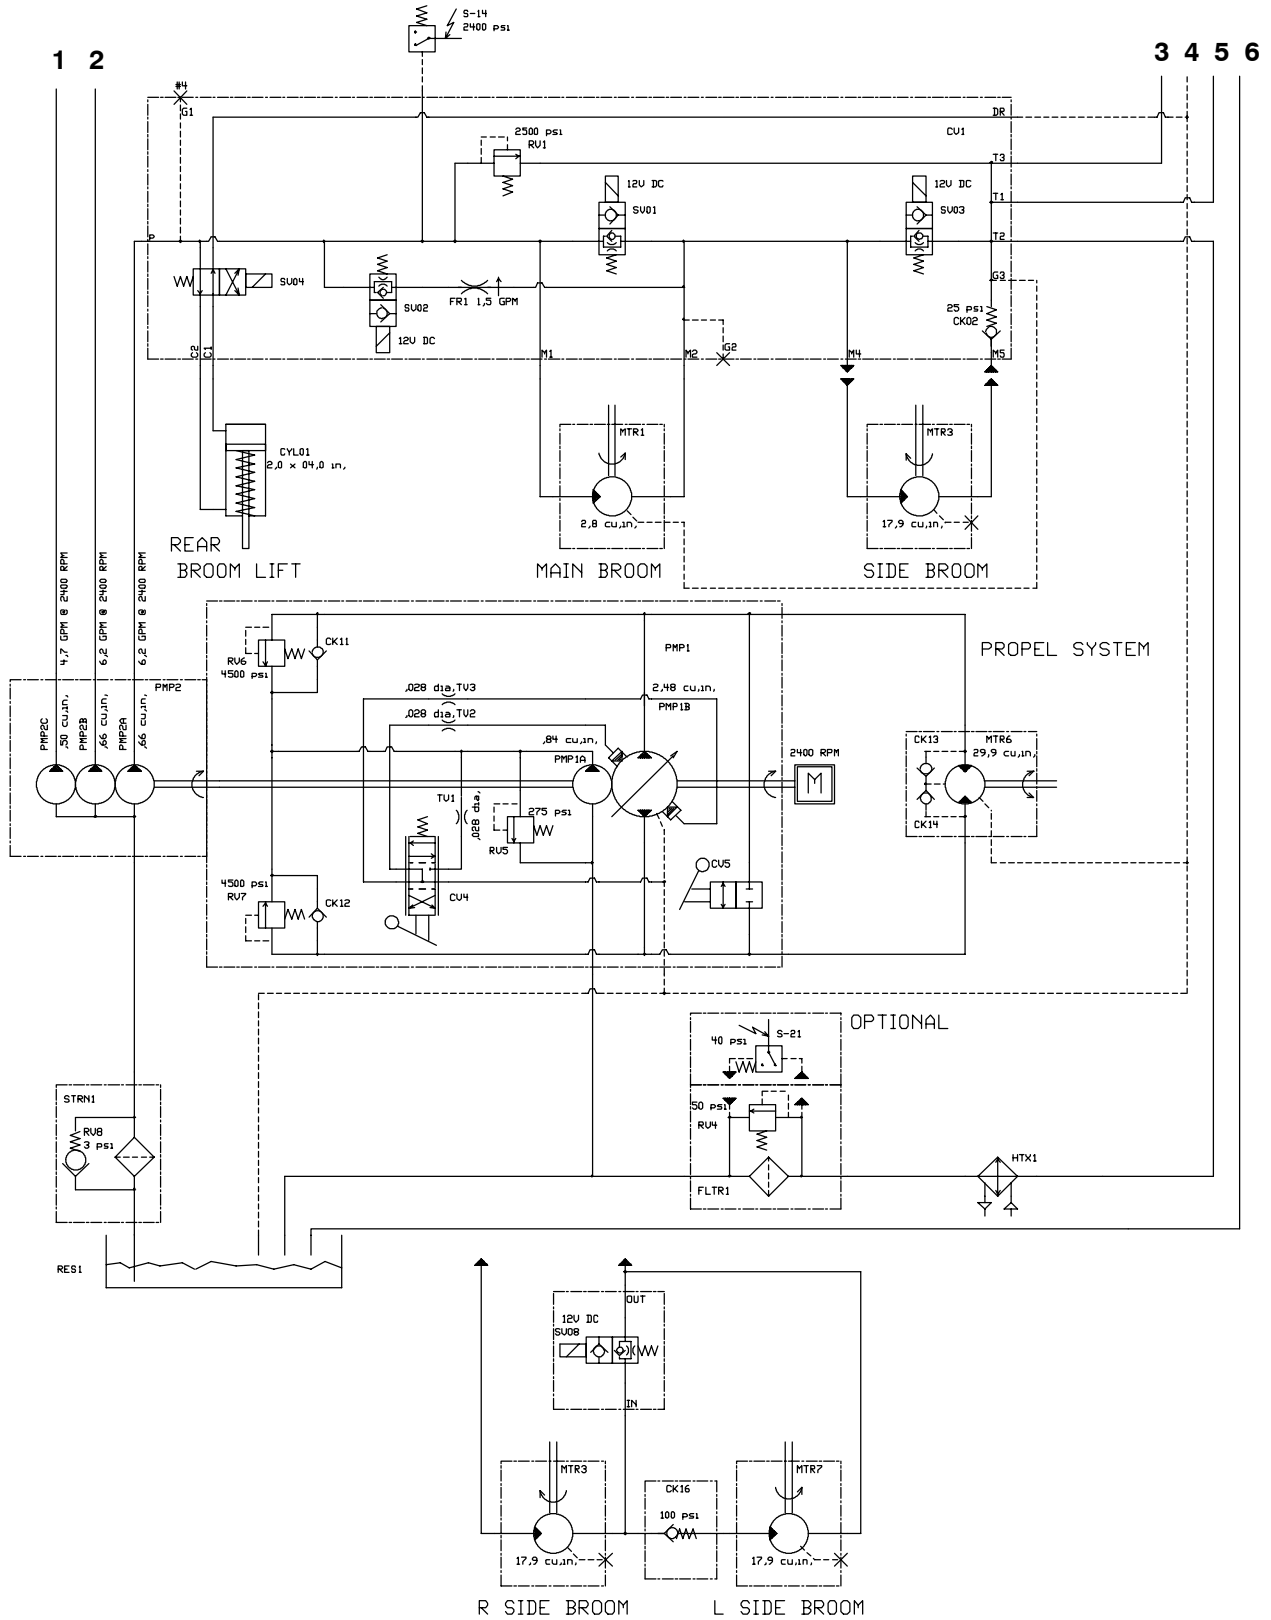 S-14
2400 psi
1 2
3 4 5 6
#4
G1
DR
CV1
2500 psi
RV1
T3
12V DC
SV01
12V DC
SV03
T1
P
T2
SV04
G3
FR1 1,5 GPM
SV02
25 psi
CK02
12V DC
C2
C1
M1
M2
G2
M4
M5
CYL01
2,0 x 04,0 in,
MTR1
MTR3
2,8 cu,in,
17,9 cu,in,
REAR
BROOM LIFT
MAIN BROOM
SIDE BROOM
4,7 GPM @ 2400 RPM
6,2 GPM @ 2400 RPM
6,2 GPM @ 2400 RPM
CK11
RV6
4500 psi
PMP1
PROPEL SYSTEM
PMP2
,028 dia,TV3
2,48 cu,in,
PMP1B
,028 dia,TV2
PMP2C
,50 cu,in,
PMP2B
,66 cu,in,
PMP2A
,66 cu,in,
,84 cu,in,
PMP1A
2400 RPM
M
CK13
MTR6
29,9 cu,in,
TV1
,028 dia,
275 psi
RV5
CK14
CV5
4500 psi
RV7
CK12
CV4
OPTIONAL
40 psi
S-21
STRN1
50 psi
RV4
RV8
3 psi
HTX1
FLTR1
RES1
OUT
12V DC
SV08
IN
MTR3
MTR7
CK16
100 psi
17,9 cu,in,
17,9 cu,in,
R SIDE BROOM
L SIDE BROOM